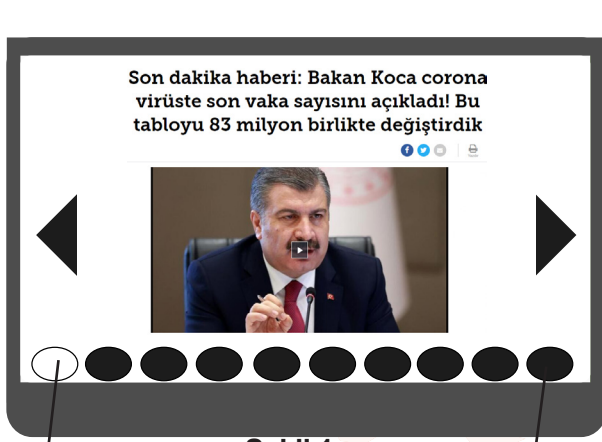 Son dakika haberi: Bakan Koca corona
virüste son vaka sayısını açıkladı! Bu
tabloyu 83 milyon birlikte değiştirdik